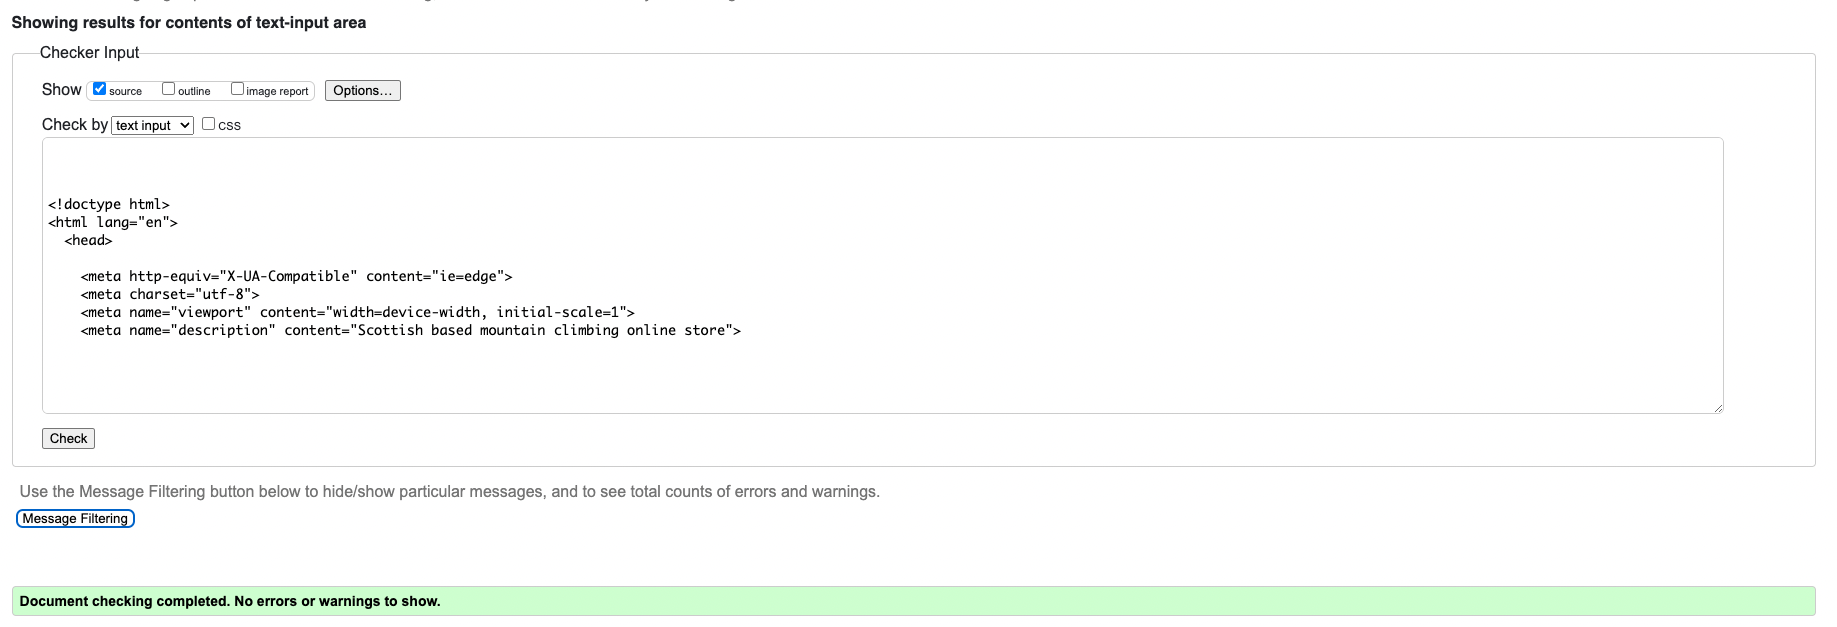 Showing results for contents of text-input area
Checker Input
Show source outline image report Options…
Check by text input CSS
<!doctype html>
<html lang="en">
<head>
<meta http-equiv="X-UA-Compatible" content="ie=edge">
<meta charset="utf-8">
<meta name="viewport" content="width=device-width, initial-scale=1">
<meta name="description" content="Scottish based mountain climbing online store">
Check
Use the Message Filtering button below to hide/show particular messages, and to see total counts of errors and warnings.
Message Filtering
Document checking completed. No errors or warnings to show.